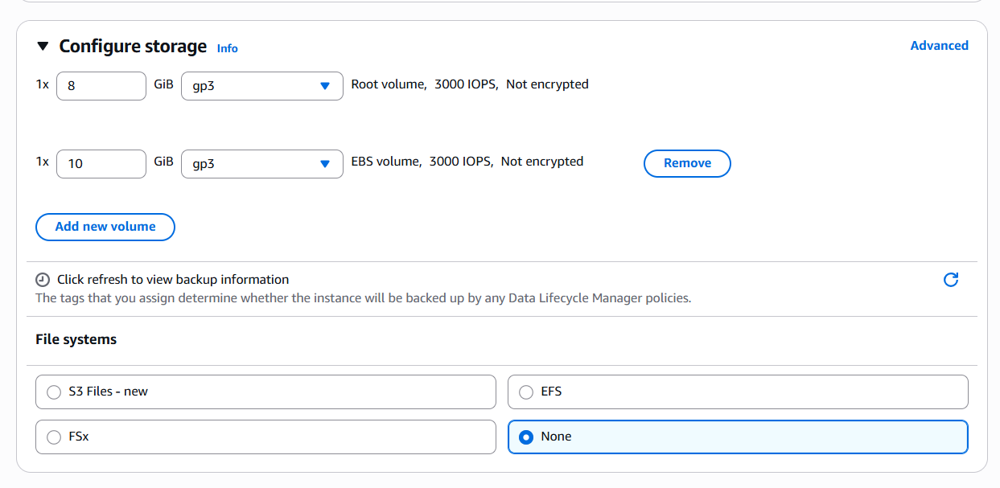 Configure storage Info Advanced
1x 8 GiB gp3 Root volume, 3000 IOPS, Not encrypted
1x 10 GiB gp3 EBS volume, 3000 IOPS, Not encrypted Remove
Add new volume
Click refresh to view backup information
The tags that you assign determine whether the instance will be backed up by any Data Lifecycle Manager policies.
File systems
S3 Files - new EFS
FSx None